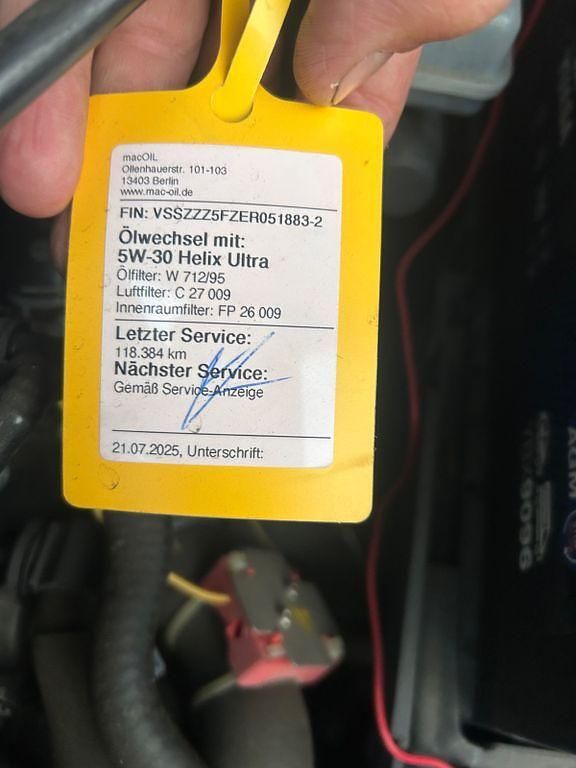 macOIL
Ollenhauerstr. 101-103
13403 Berlin
www.mac-oil.de
FIN: VSSZZZ5FZER051883-2
Ölwechsel mit:
5W-30 Helix Ultra
Ölfilter: W 712/95
Luftfilter: C 27 009
Innenraumfilter: FP 26 009
Letzter Service:
118.384 km
Nächster Service:
Gemäß Service-Anzeige
21.07.2025, Unterschrift:
AGM